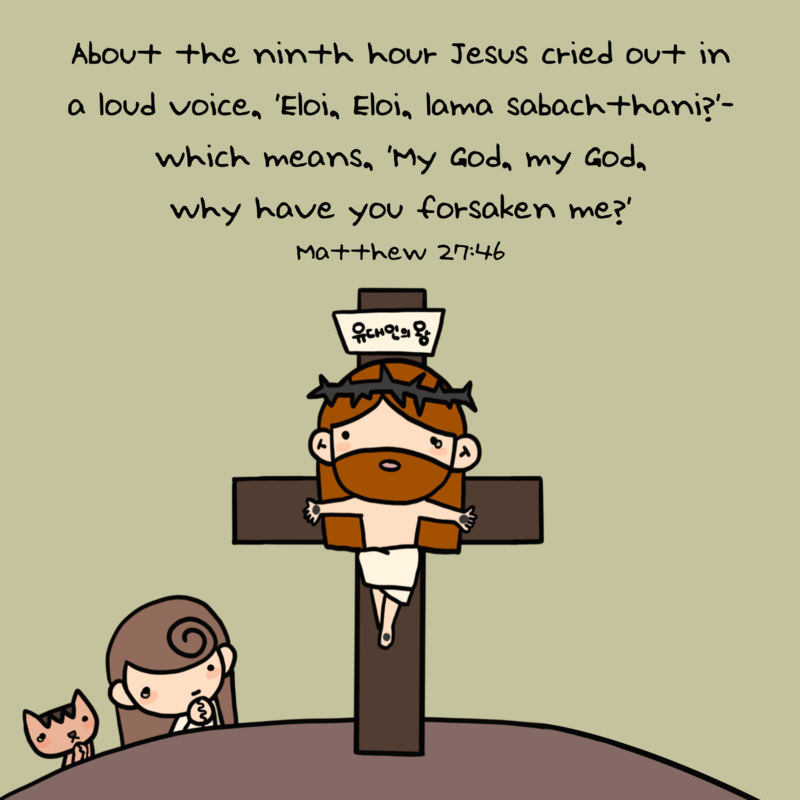 About the ninth hour Jesus cried out in
a loud voice, 'Eloi, Eloi, lama sabachthani?'-
which means, 'My God, my God,
why have you forsaken me?'
Matthew 27:46
유대인의 왕